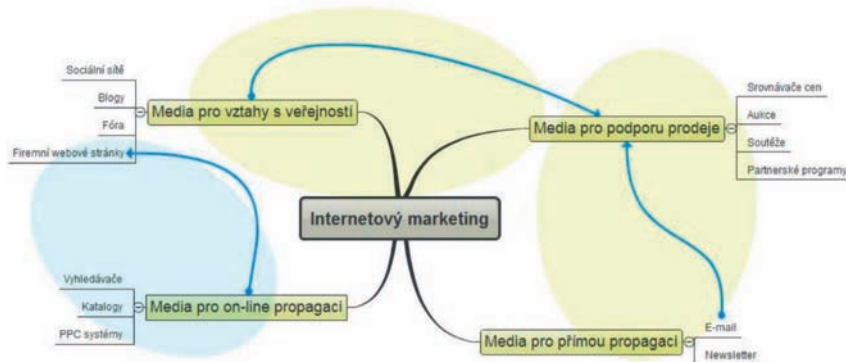 Sociální sítě
Blogy
Media pro vztahy s veřejností
Fóra
Firemní webové stránky
Srovnávače cen
Aukce
Media pro podporu prodeje
Soutěže
Partnerské programy
Internetový marketing
Vyhledávače
Katalogy
Media pro on-line propagaci
PPC systémy
E-mail
Media pro přímou propagaci
Newsletter